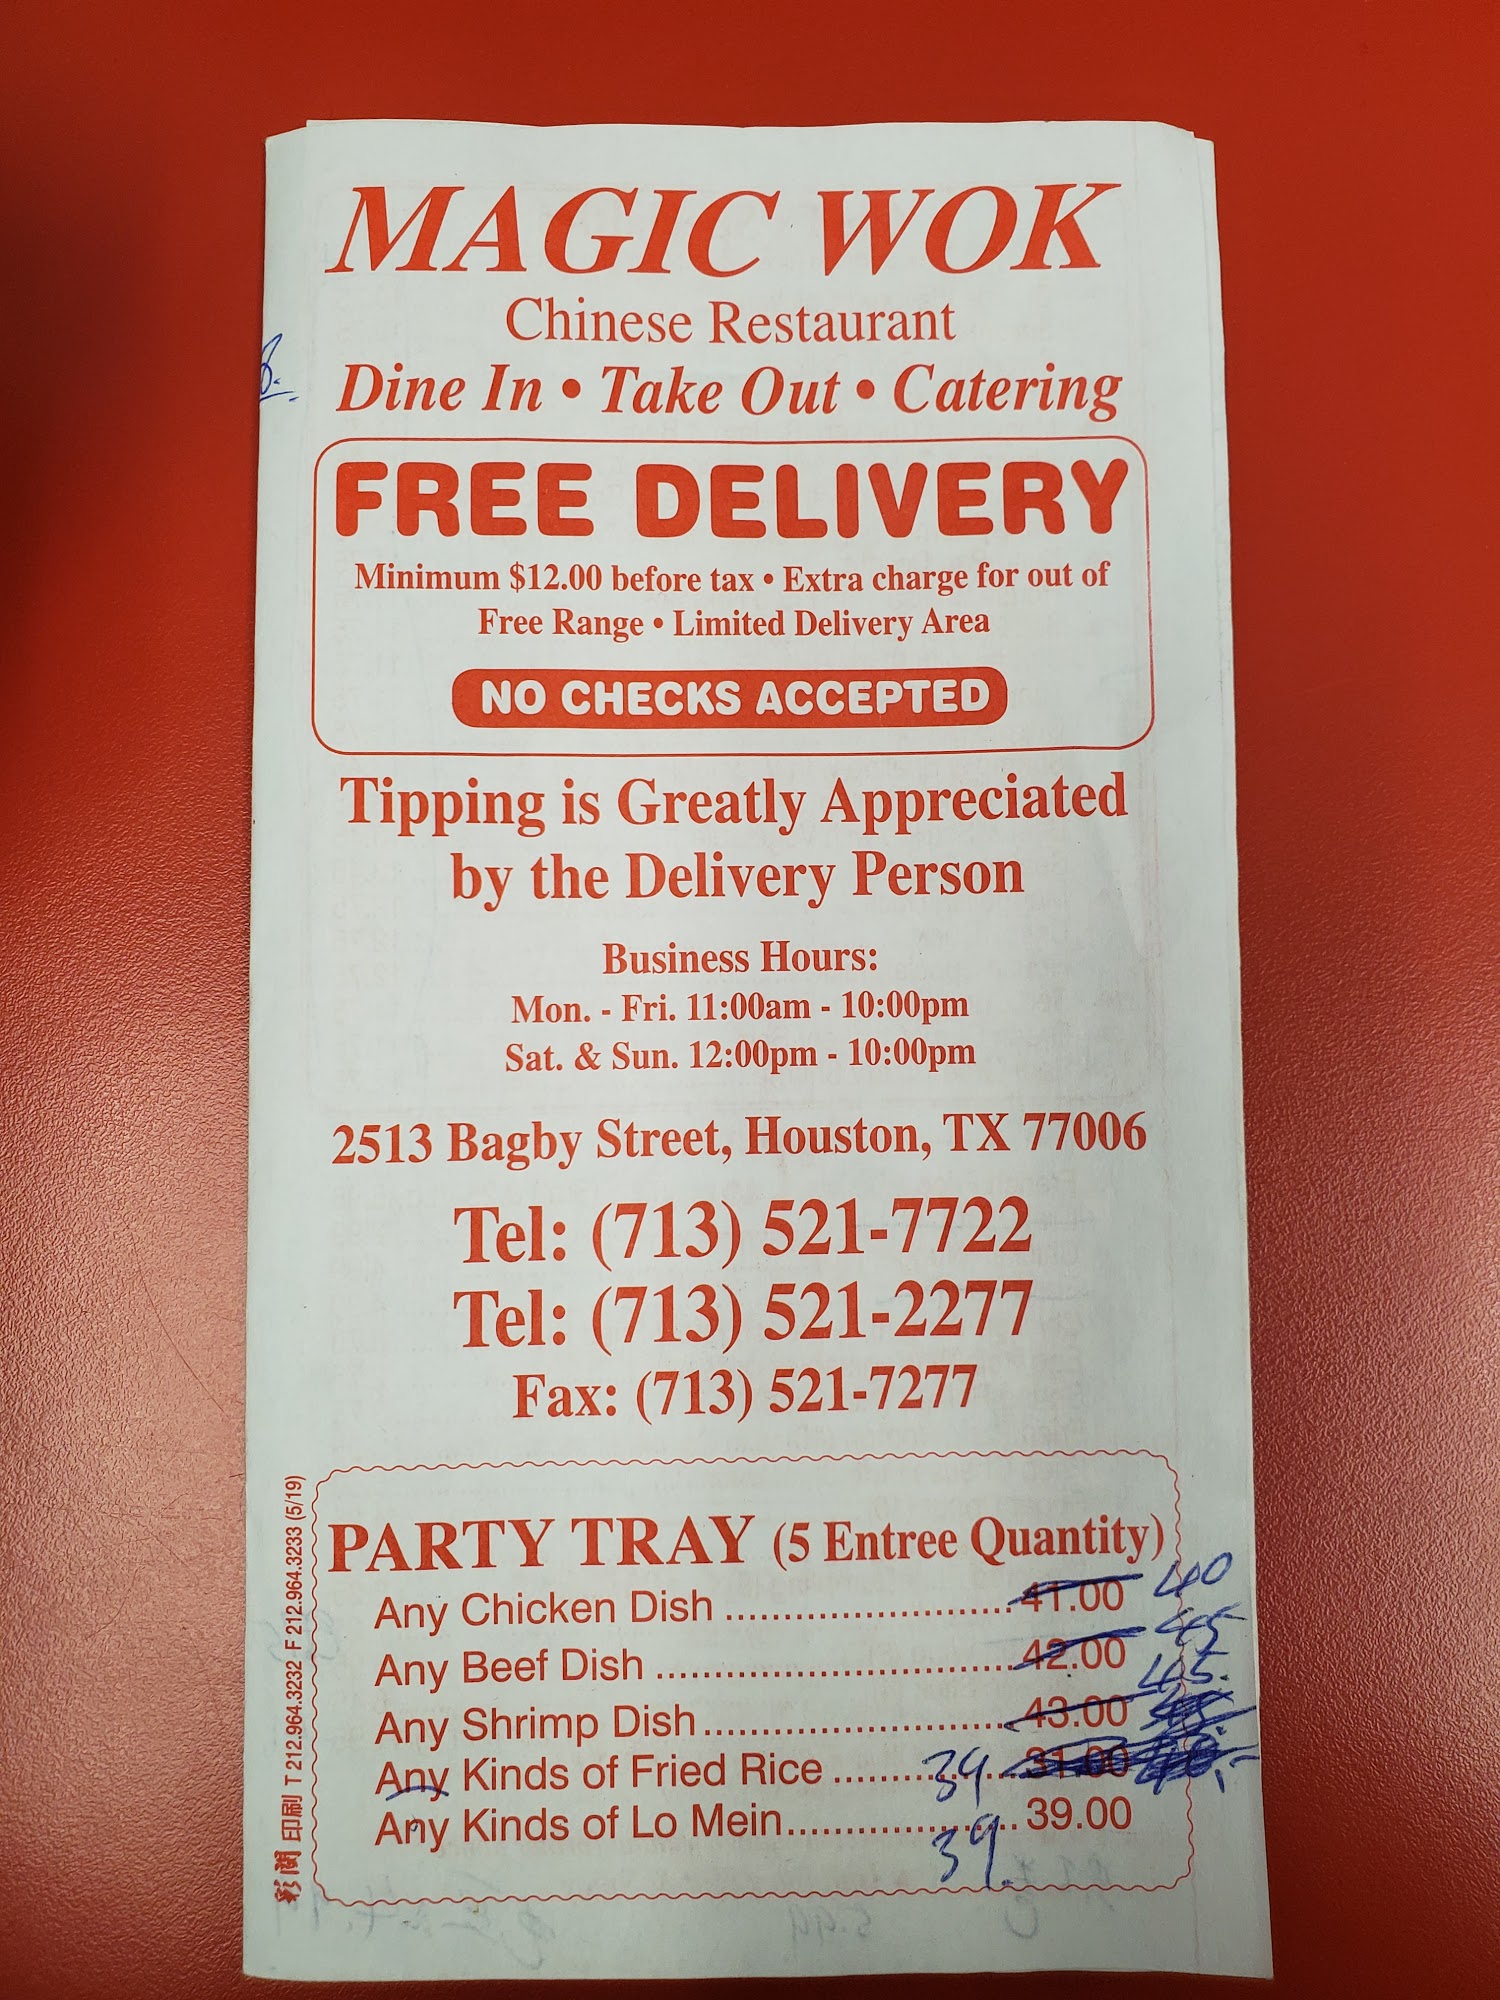 MAGIC WOK
Chinese Restaurant
Dine In • Take Out • Catering
FREE DELIVERY
Minimum $12.00 before tax • Extra charge for out of
Free Range • Limited Delivery Area
NO CHECKS ACCEPTED
Tipping is Greatly Appreciated
by the Delivery Person
Business Hours:
Mon. - Fri. 11:00am - 10:00pm
Sat. & Sun. 12:00pm - 10:00pm
2513 Bagby Street, Houston, TX 77006
Tel: (713) 521-7722
Tel: (713) 521-2277
Fax: (713) 521-7277
PARTY TRAY (5 Entree Quantity)
Any Chicken Dish ........................ 41.00 40
Any Beef Dish .............................. 42.00 45
Any Shrimp Dish .......................... 43.00 45.
Any Kinds of Fried Rice ........ 39 ... 31.00
Any Kinds of Lo Mein .................... 39.00
39.
印刷 T 212.964.3232 F 212.964.3233 (5/19)